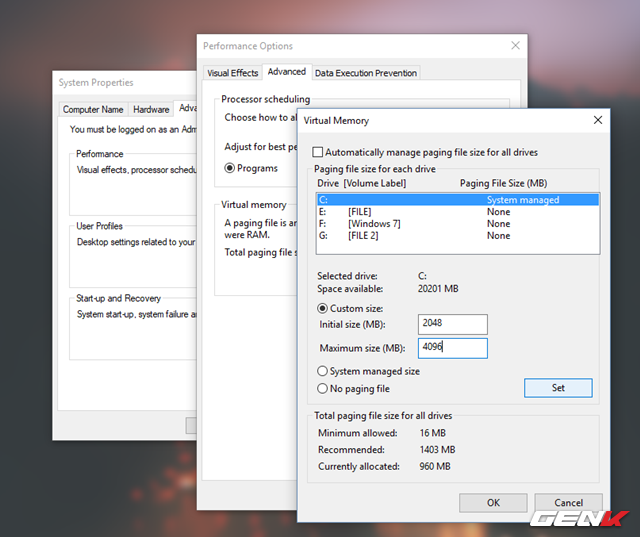 Performance Options
Visual Effects Advanced Data Execution Prevention
Processor scheduling
Choose how to al
Adjust for best pe
Programs
Virtual memory
A paging file is an
were RAM.
Total paging file s
System Properties
Computer Name Hardware Adva
You must be logged on as an Adm
Performance
Visual effects, processor schedu
User Profiles
Desktop settings related to your
Start-up and Recovery
System start-up, system failure an
Virtual Memory
Automatically manage paging file size for all drives
Paging file size for each drive
Drive [Volume Label] Paging File Size (MB)
C: System managed
E: [FILE] None
F: [Windows 7] None
G: [FILE 2] None
Selected drive: C:
Space available: 20201 MB
Custom size:
Initial size (MB): 2048
Maximum size (MB): 4096
System managed size
No paging file Set
Total paging file size for all drives
Minimum allowed: 16 MB
Recommended: 1403 MB
Currently allocated: 960 MB
OK Cancel
GENK